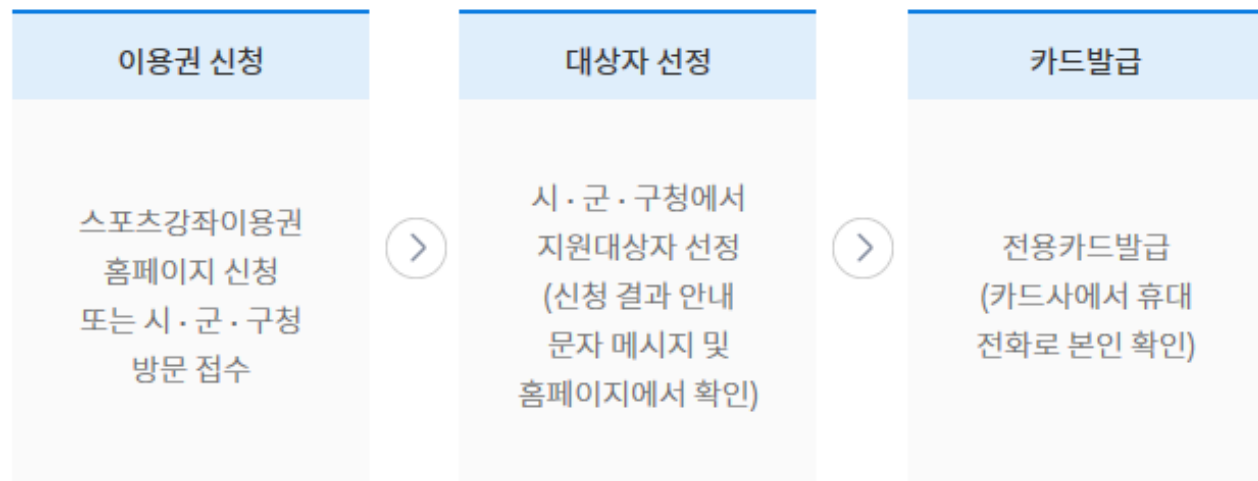 이용권 신청
스포츠강좌이용권
홈페이지 신청
또는 시·군·구청
방문 접수
대상자 선정
시·군·구청에서
지원대상자 선정
(신청 결과 안내
문자 메시지 및
홈페이지에서 확인)
카드발급
전용카드발급
(카드사에서 휴대
전화로 본인 확인)